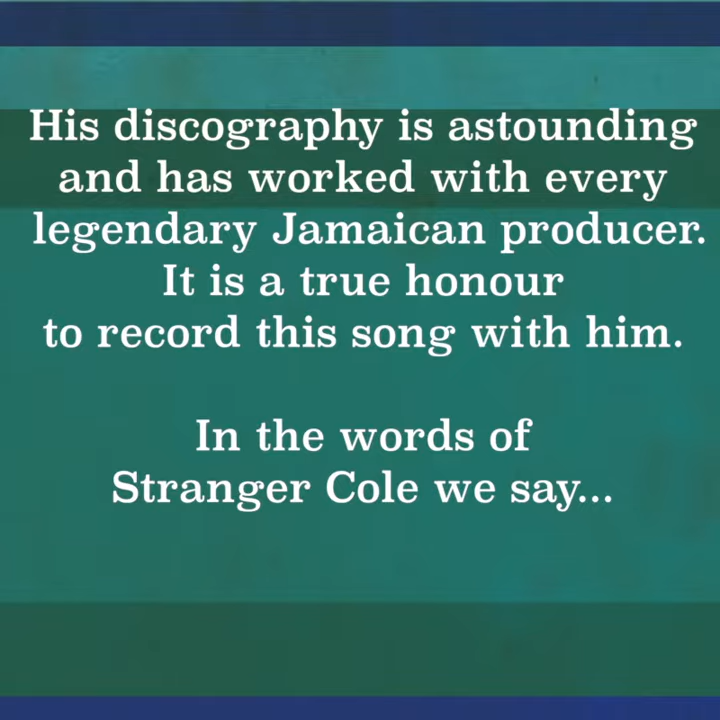 His discography is astounding
and has worked with every
legendary Jamaican producer.
It is a true honour
to record this song with him.
In the words of
Stranger Cole we say...